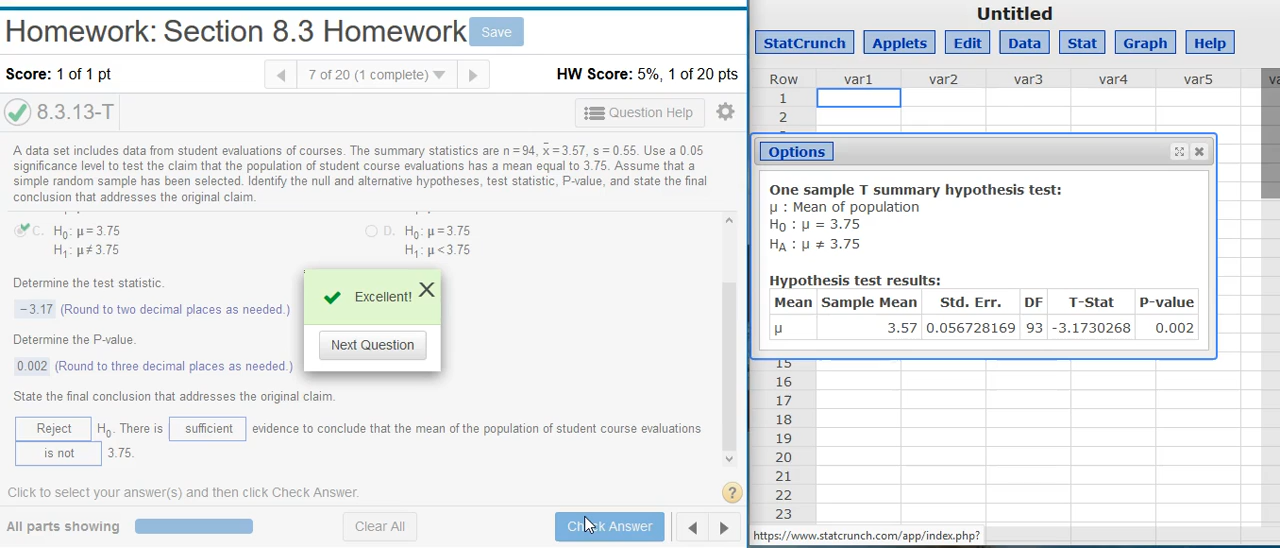 Homework: Section 8.3 Homework
Save
Score: 1 of 1 pt
7 of 20 (1 complete)
HW Score: 5%, 1 of 20 pts
8.3.13-T
Question Help
A data set includes data from student evaluations of courses. The summary statistics are n = 94, x̄ = 3.57, s = 0.55. Use a 0.05
significance level to test the claim that the population of student course evaluations has a mean equal to 3.75. Assume that a
simple random sample has been selected. Identify the null and alternative hypotheses, test statistic, P-value, and state the final
conclusion that addresses the original claim.
C. H₀: μ = 3.75
H₁: μ ≠ 3.75
D. H₀: μ = 3.75
H₁: μ < 3.75
Determine the test statistic.
−3.17 (Round to two decimal places as needed.)
Determine the P-value.
0.002 (Round to three decimal places as needed.)
State the final conclusion that addresses the original claim.
Reject H₀. There is sufficient evidence to conclude that the mean of the population of student course evaluations
is not 3.75.
Excellent!
Next Question
Click to select your answer(s) and then click Check Answer.
?
All parts showing
Clear All
Check Answer
Untitled
StatCrunch Applets Edit Data Stat Graph Help
Row var1 var2 var3 var4 var5 va
1
2
Options
One sample T summary hypothesis test:
μ : Mean of population
H₀ : μ = 3.75
Hᴀ : μ ≠ 3.75
Hypothesis test results:
Mean Sample Mean Std. Err. DF T-Stat P-value
μ 3.57 0.056728169 93 -3.1730268 0.002
15
16
17
18
19
20
21
22
23
https://www.statcrunch.com/app/index.php?